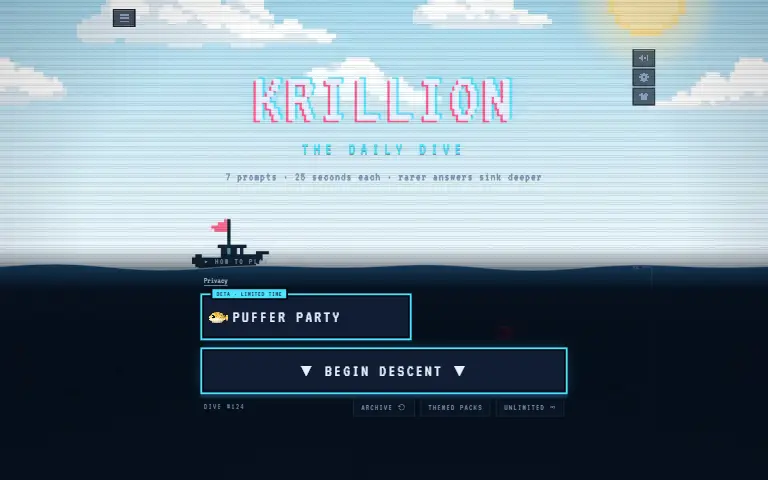 KRILLION
THE DAILY DIVE
7 prompts · 25 seconds each · rarer answers sink deeper
HOW TO PL
Privacy
BETA · LIMITED TIME
PUFFER PARTY
▼ BEGIN DESCENT ▼
DIVE #124
ARCHIVE
THEMED PACKS
UNLIMITED